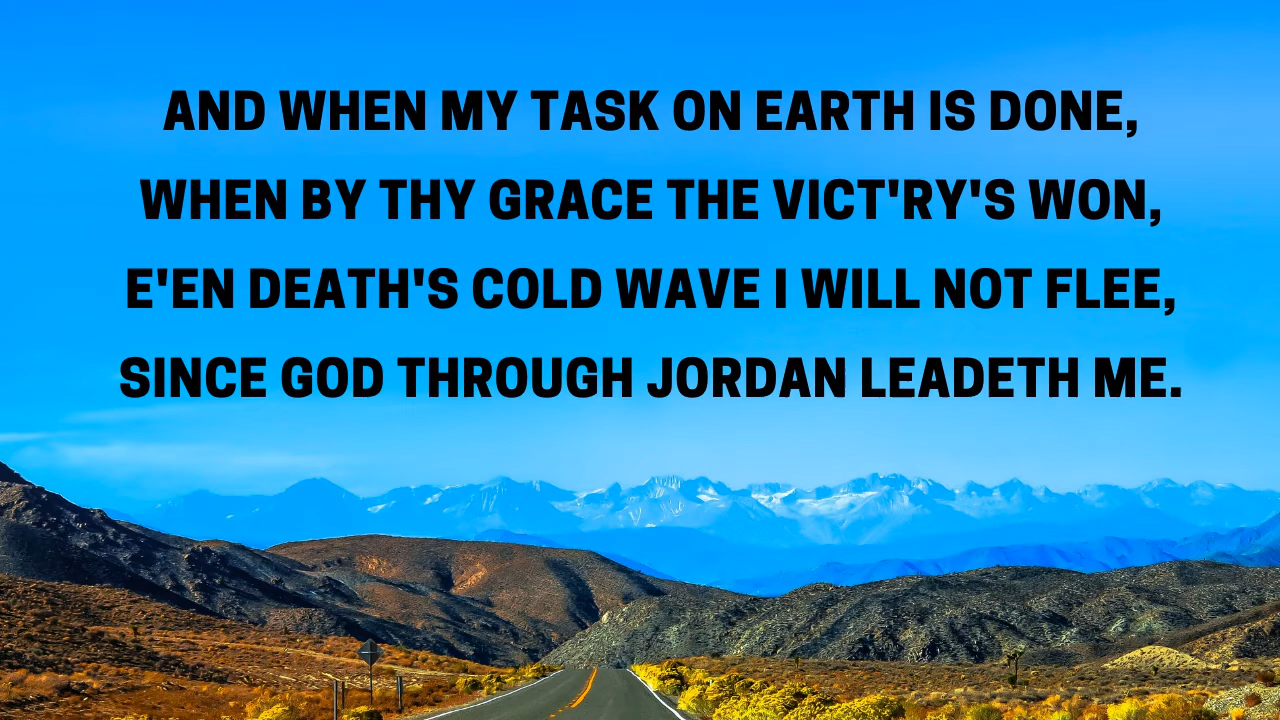 AND WHEN MY TASK ON EARTH IS DONE,
WHEN BY THY GRACE THE VICT'RY'S WON,
E'EN DEATH'S COLD WAVE I WILL NOT FLEE,
SINCE GOD THROUGH JORDAN LEADETH ME.